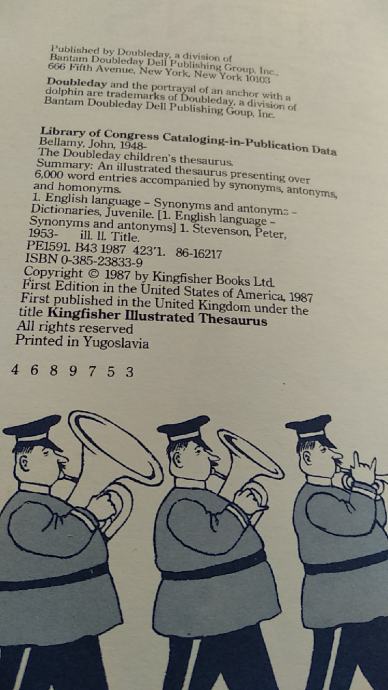 Published by Doubleday, a division of
Bantam Doubleday Dell Publishing Group, Inc.,
666 Fifth Avenue, New York, New York 10103
Doubleday and the portrayal of an anchor with a
dolphin are trademarks of Doubleday, a division of
Bantam Doubleday Dell Publishing Goup, Inc.
Library of Congress Cataloging-in-Publication Data
Bellamy, John, 1948-
The Doubleday children's thesaurus.
Summary: An illustrated thesaurus presenting over
6,000 word entries accompanied by synonyms, antonyms,
and homonyms.
1. English language – Synonyms and antonyms –
Dictionaries, Juvenile. [1. English language –
Synonyms and antonyms] 1. Stevenson, Peter,
1953- ill. II. Title.
PE1591. B43 1987 423'1. 86-16217
ISBN 0-385-23833-9
Copyright © 1987 by Kingfisher Books Ltd.
First Edition in the United States of America, 1987
First published in the United Kingdom under the
title Kingfisher Illustrated Thesaurus
All rights reserved
Printed in Yugoslavia
4 6 8 9 7 5 3